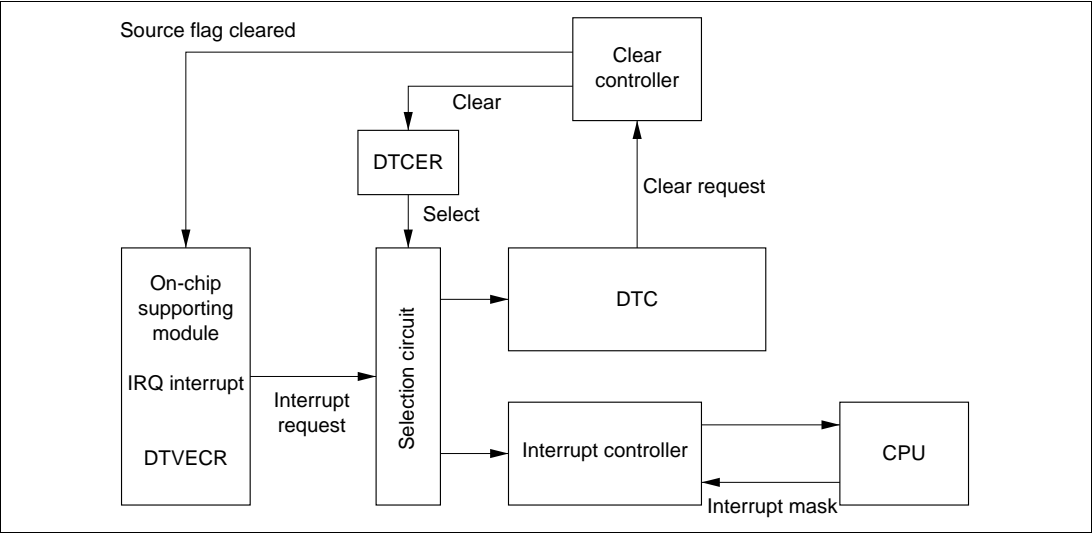 Source flag cleared
Clear
controller
Clear
DTCER
Clear request
Select
On-chip
supporting
module
IRQ interrupt
DTVECR
Interrupt
request
Selection circuit
DTC
Interrupt controller
CPU
Interrupt mask